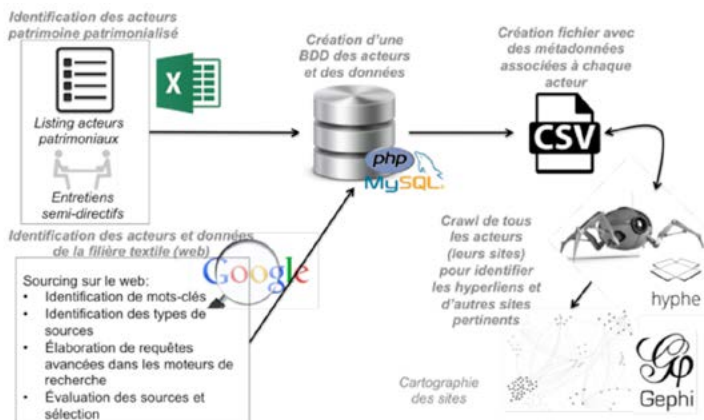 Identification des acteurs
patrimoine patrimonialisé
Listing acteurs
patrimoniaux
Entretiens
semi-directifs
Création d'une
BDD des acteurs
et des données
php
MySQL
Création fichier avec
des métadonnées
associées à chaque
acteur
CSV
Identification des acteurs et données
de la filière textile (web)
Google
Sourcing sur le web:
• Identification de mots-clés
• Identification des types de
sources
• Élaboration de requêtes
avancées dans les moteurs de
recherche
• Évaluation des sources et
sélection
Crawl de tous
les acteurs
(leurs sites)
pour identifier
les hyperliens et
d'autres sites
pertinents
hyphe
Cartographie
des sites
Gephi